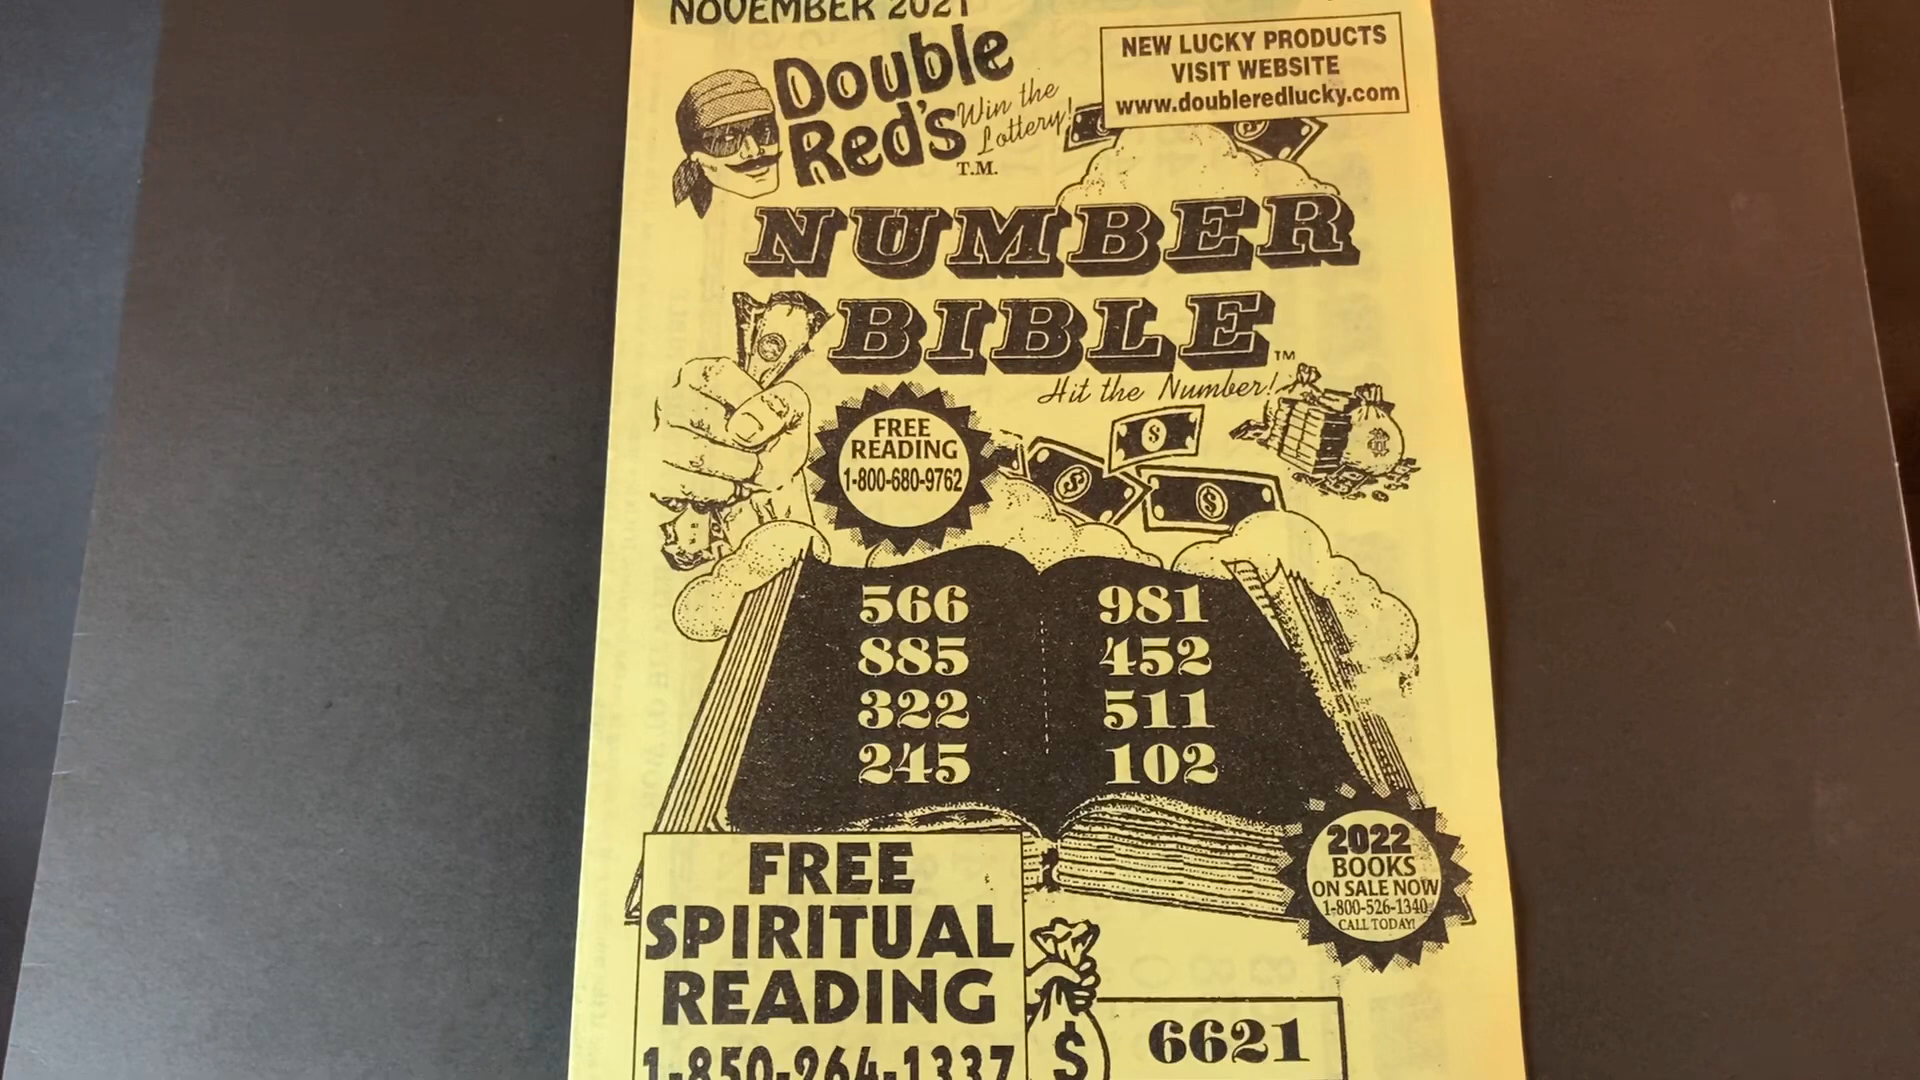 NOVEMBER 2021
Double
Red's
Win the
Lottery!
T.M.
NEW LUCKY PRODUCTS
VISIT WEBSITE
www.doubleredlucky.com
NUMBER
BIBLE
TM
Hit the Number!
FREE
READING
1-800-680-9762
$
$
$
566
885
322
245
981
452
511
102
2022
BOOKS
ON SALE NOW
1-800-526-1340
CALL TODAY!
FREE
SPIRITUAL
READING
1-850-264-1337
$
6621